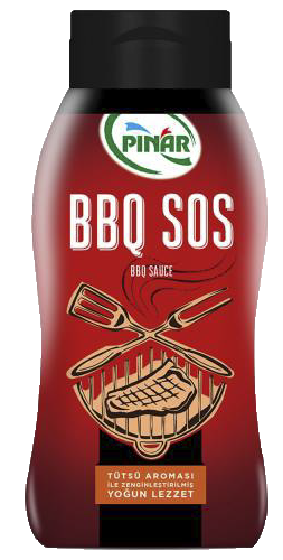 PINAR
BBQ SOS
BBQ SAUCE
TÜTSÜ AROMASI
İLE ZENGİNLEŞTİRİLMİŞ
YOĞUN LEZZET